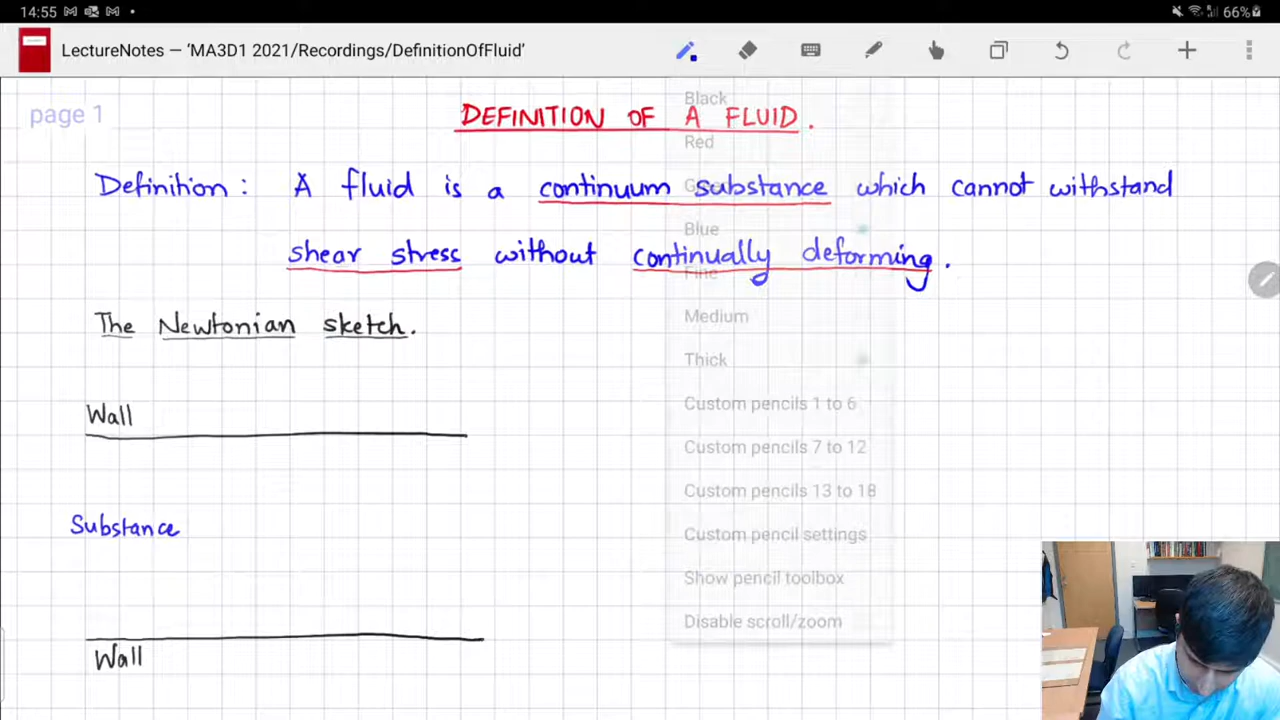 14:55
66%
LectureNotes — ‘MA3D1 2021/Recordings/DefinitionOfFluid’
page 1
DEFINITION OF A FLUID.
Definition: A fluid is a continuum substance which cannot withstand
shear stress without continually deforming.
The Newtonian sketch.
Wall
Substance
Wall
Black
Red
Blue
Fine
Medium
Thick
Custom pencils 1 to 6
Custom pencils 7 to 12
Custom pencils 13 to 18
Custom pencil settings
Show pencil toolbox
Disable scroll/zoom